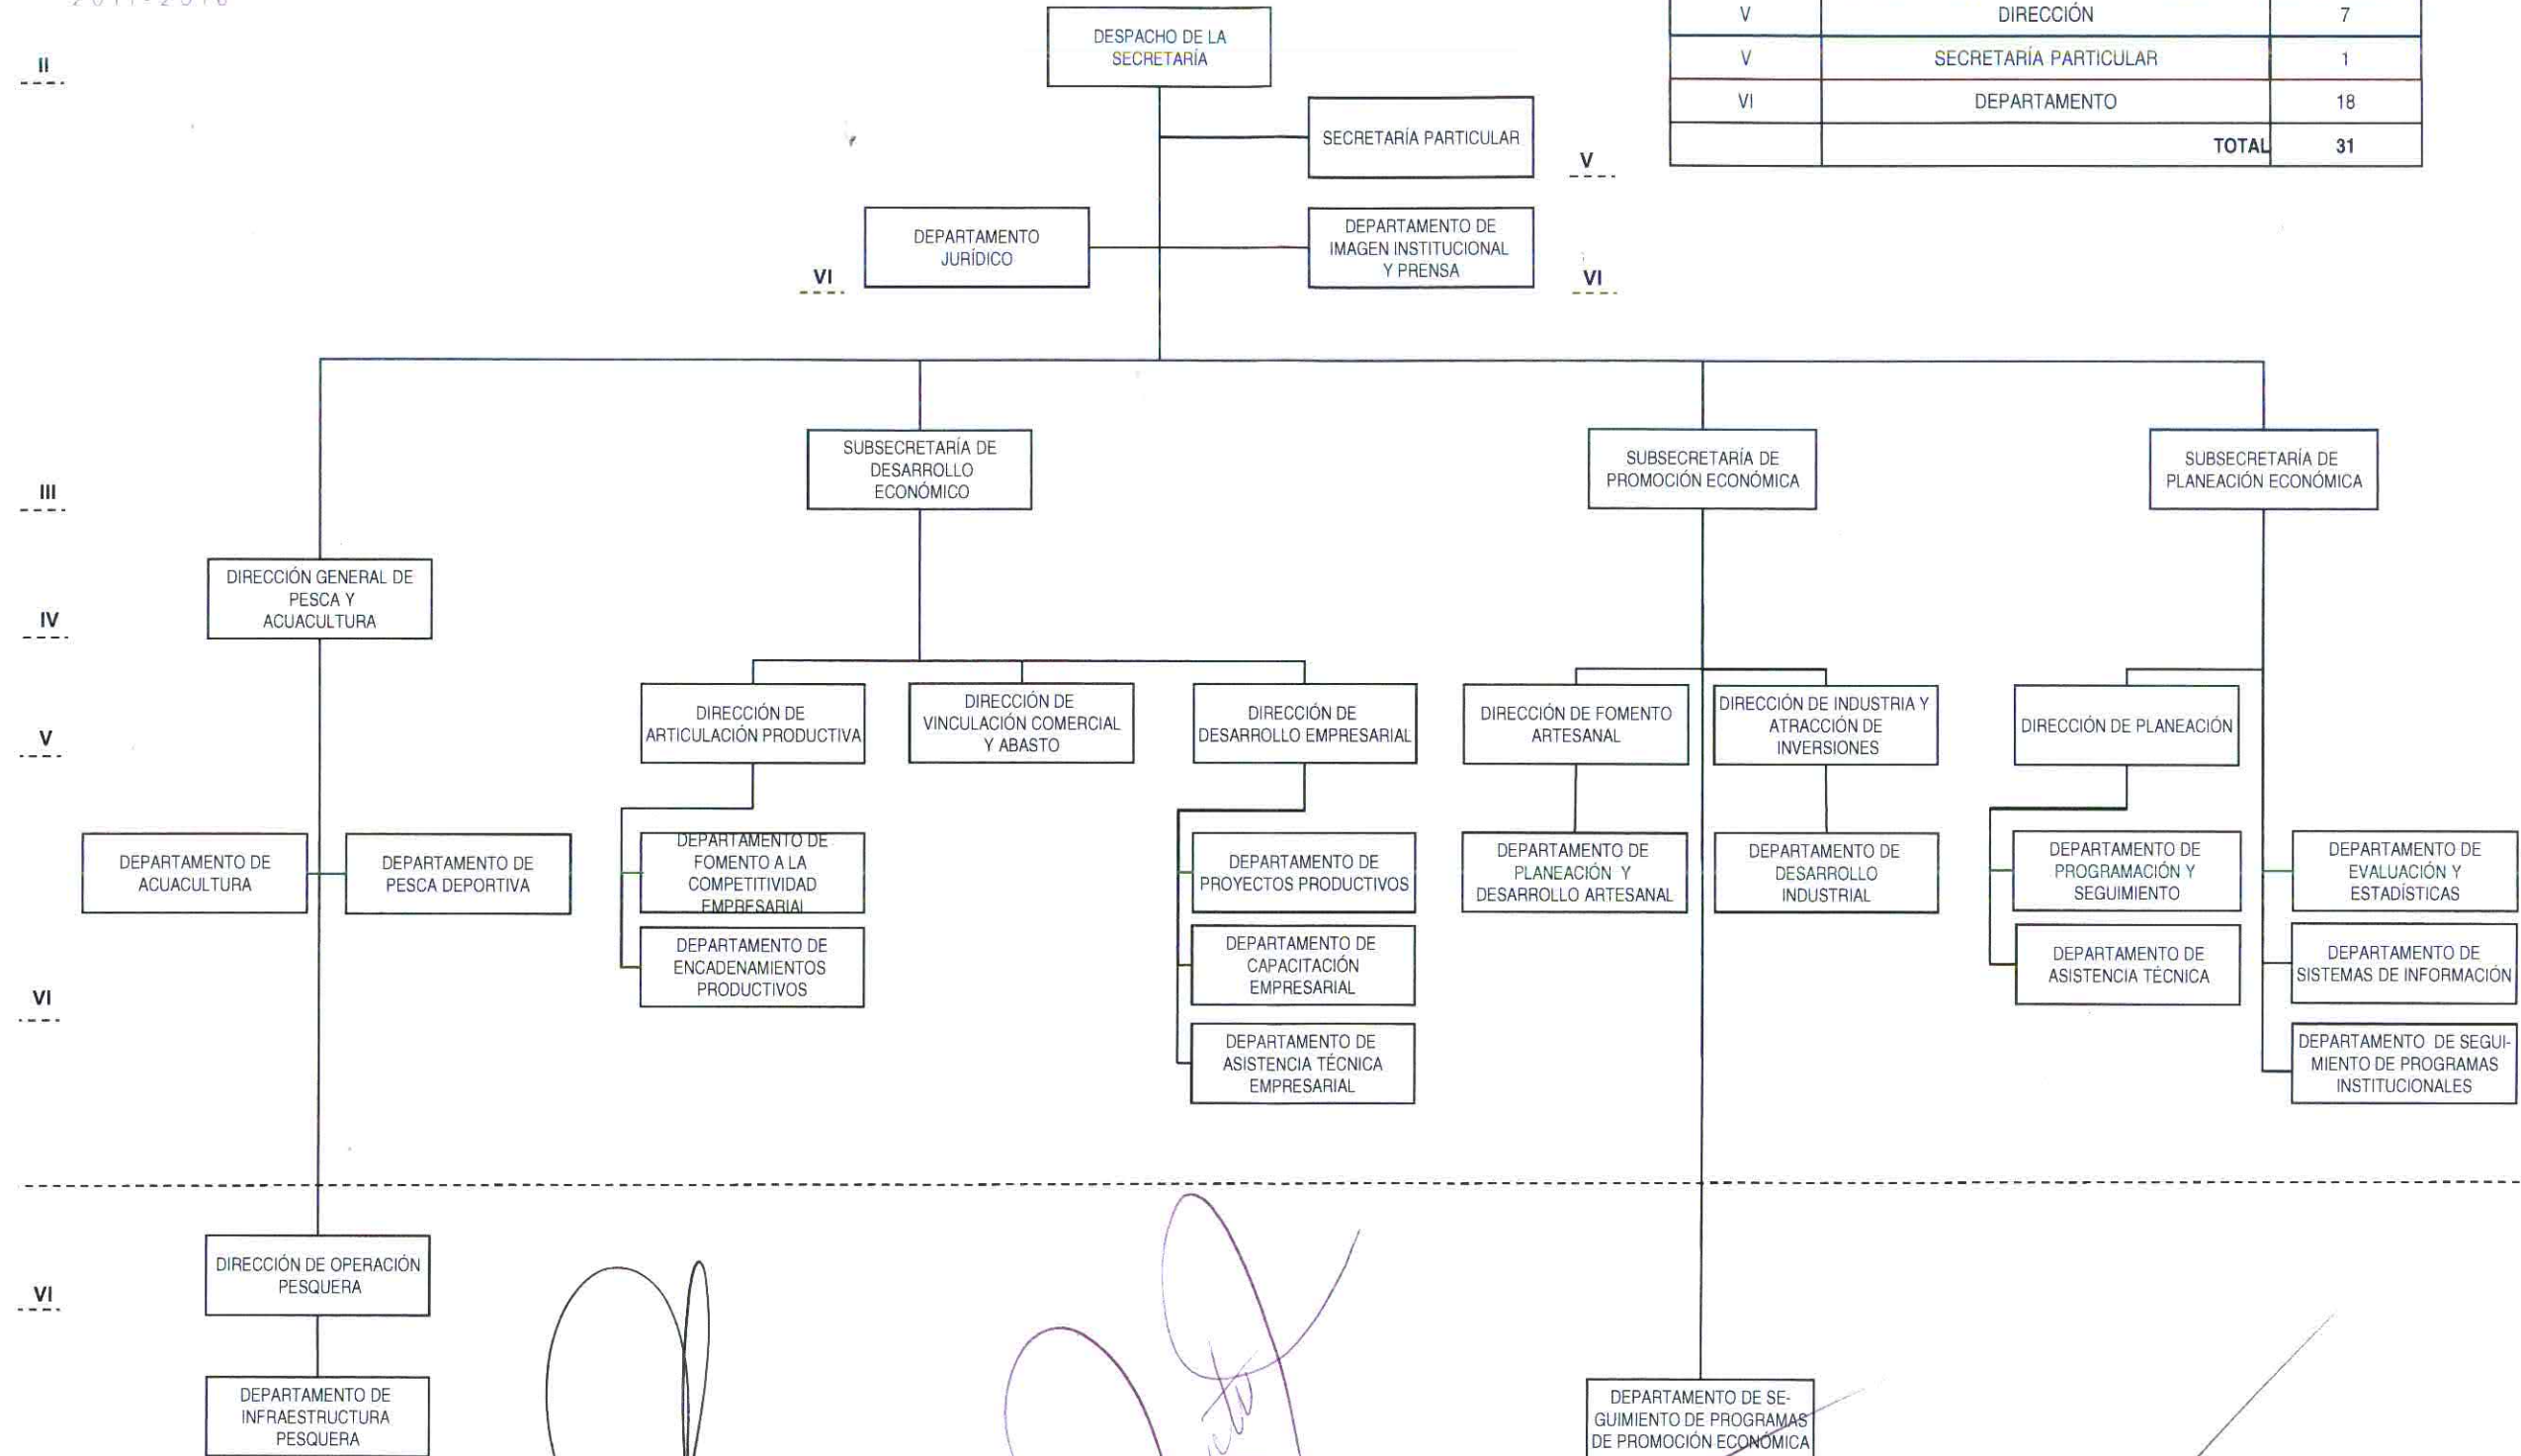 II
DESPACHO DE LA
SECRETARÍA
V DIRECCIÓN 7
V SECRETARÍA PARTICULAR 1
VI DEPARTAMENTO 18
TOTAL 31
SECRETARÍA PARTICULAR
V
DEPARTAMENTO
JURÍDICO
VI
DEPARTAMENTO DE
IMAGEN INSTITUCIONAL
Y PRENSA
VI
III
SUBSECRETARÍA DE
DESARROLLO
ECONÓMICO
SUBSECRETARÍA DE
PROMOCIÓN ECONÓMICA
SUBSECRETARÍA DE
PLANEACIÓN ECONÓMICA
IV
DIRECCIÓN GENERAL DE
PESCA Y
ACUACULTURA
V
DIRECCIÓN DE
ARTICULACIÓN PRODUCTIVA
DIRECCIÓN DE
VINCULACIÓN COMERCIAL
Y ABASTO
DIRECCIÓN DE
DESARROLLO EMPRESARIAL
DIRECCIÓN DE FOMENTO
ARTESANAL
DIRECCIÓN DE INDUSTRIA Y
ATRACCIÓN DE
INVERSIONES
DIRECCIÓN DE PLANEACIÓN
DEPARTAMENTO DE
ACUACULTURA
DEPARTAMENTO DE
PESCA DEPORTIVA
DEPARTAMENTO DE
FOMENTO A LA
COMPETITIVIDAD
EMPRESARIAL
DEPARTAMENTO DE
PROYECTOS PRODUCTIVOS
DEPARTAMENTO DE
PLANEACIÓN Y
DESARROLLO ARTESANAL
DEPARTAMENTO DE
DESARROLLO
INDUSTRIAL
DEPARTAMENTO DE
PROGRAMACIÓN Y
SEGUIMIENTO
DEPARTAMENTO DE
EVALUACIÓN Y
ESTADÍSTICAS
VI
DEPARTAMENTO DE
ENCADENAMIENTOS
PRODUCTIVOS
DEPARTAMENTO DE
CAPACITACIÓN
EMPRESARIAL
DEPARTAMENTO DE
ASISTENCIA TÉCNICA
DEPARTAMENTO DE
SISTEMAS DE INFORMACIÓN
DEPARTAMENTO DE
ASISTENCIA TÉCNICA
EMPRESARIAL
DEPARTAMENTO DE SEGUI-
MIENTO DE PROGRAMAS
INSTITUCIONALES
VI
DIRECCIÓN DE OPERACIÓN
PESQUERA
DEPARTAMENTO DE
INFRAESTRUCTURA
PESQUERA
DEPARTAMENTO DE SE-
GUIMIENTO DE PROGRAMAS
DE PROMOCIÓN ECONÓMICA